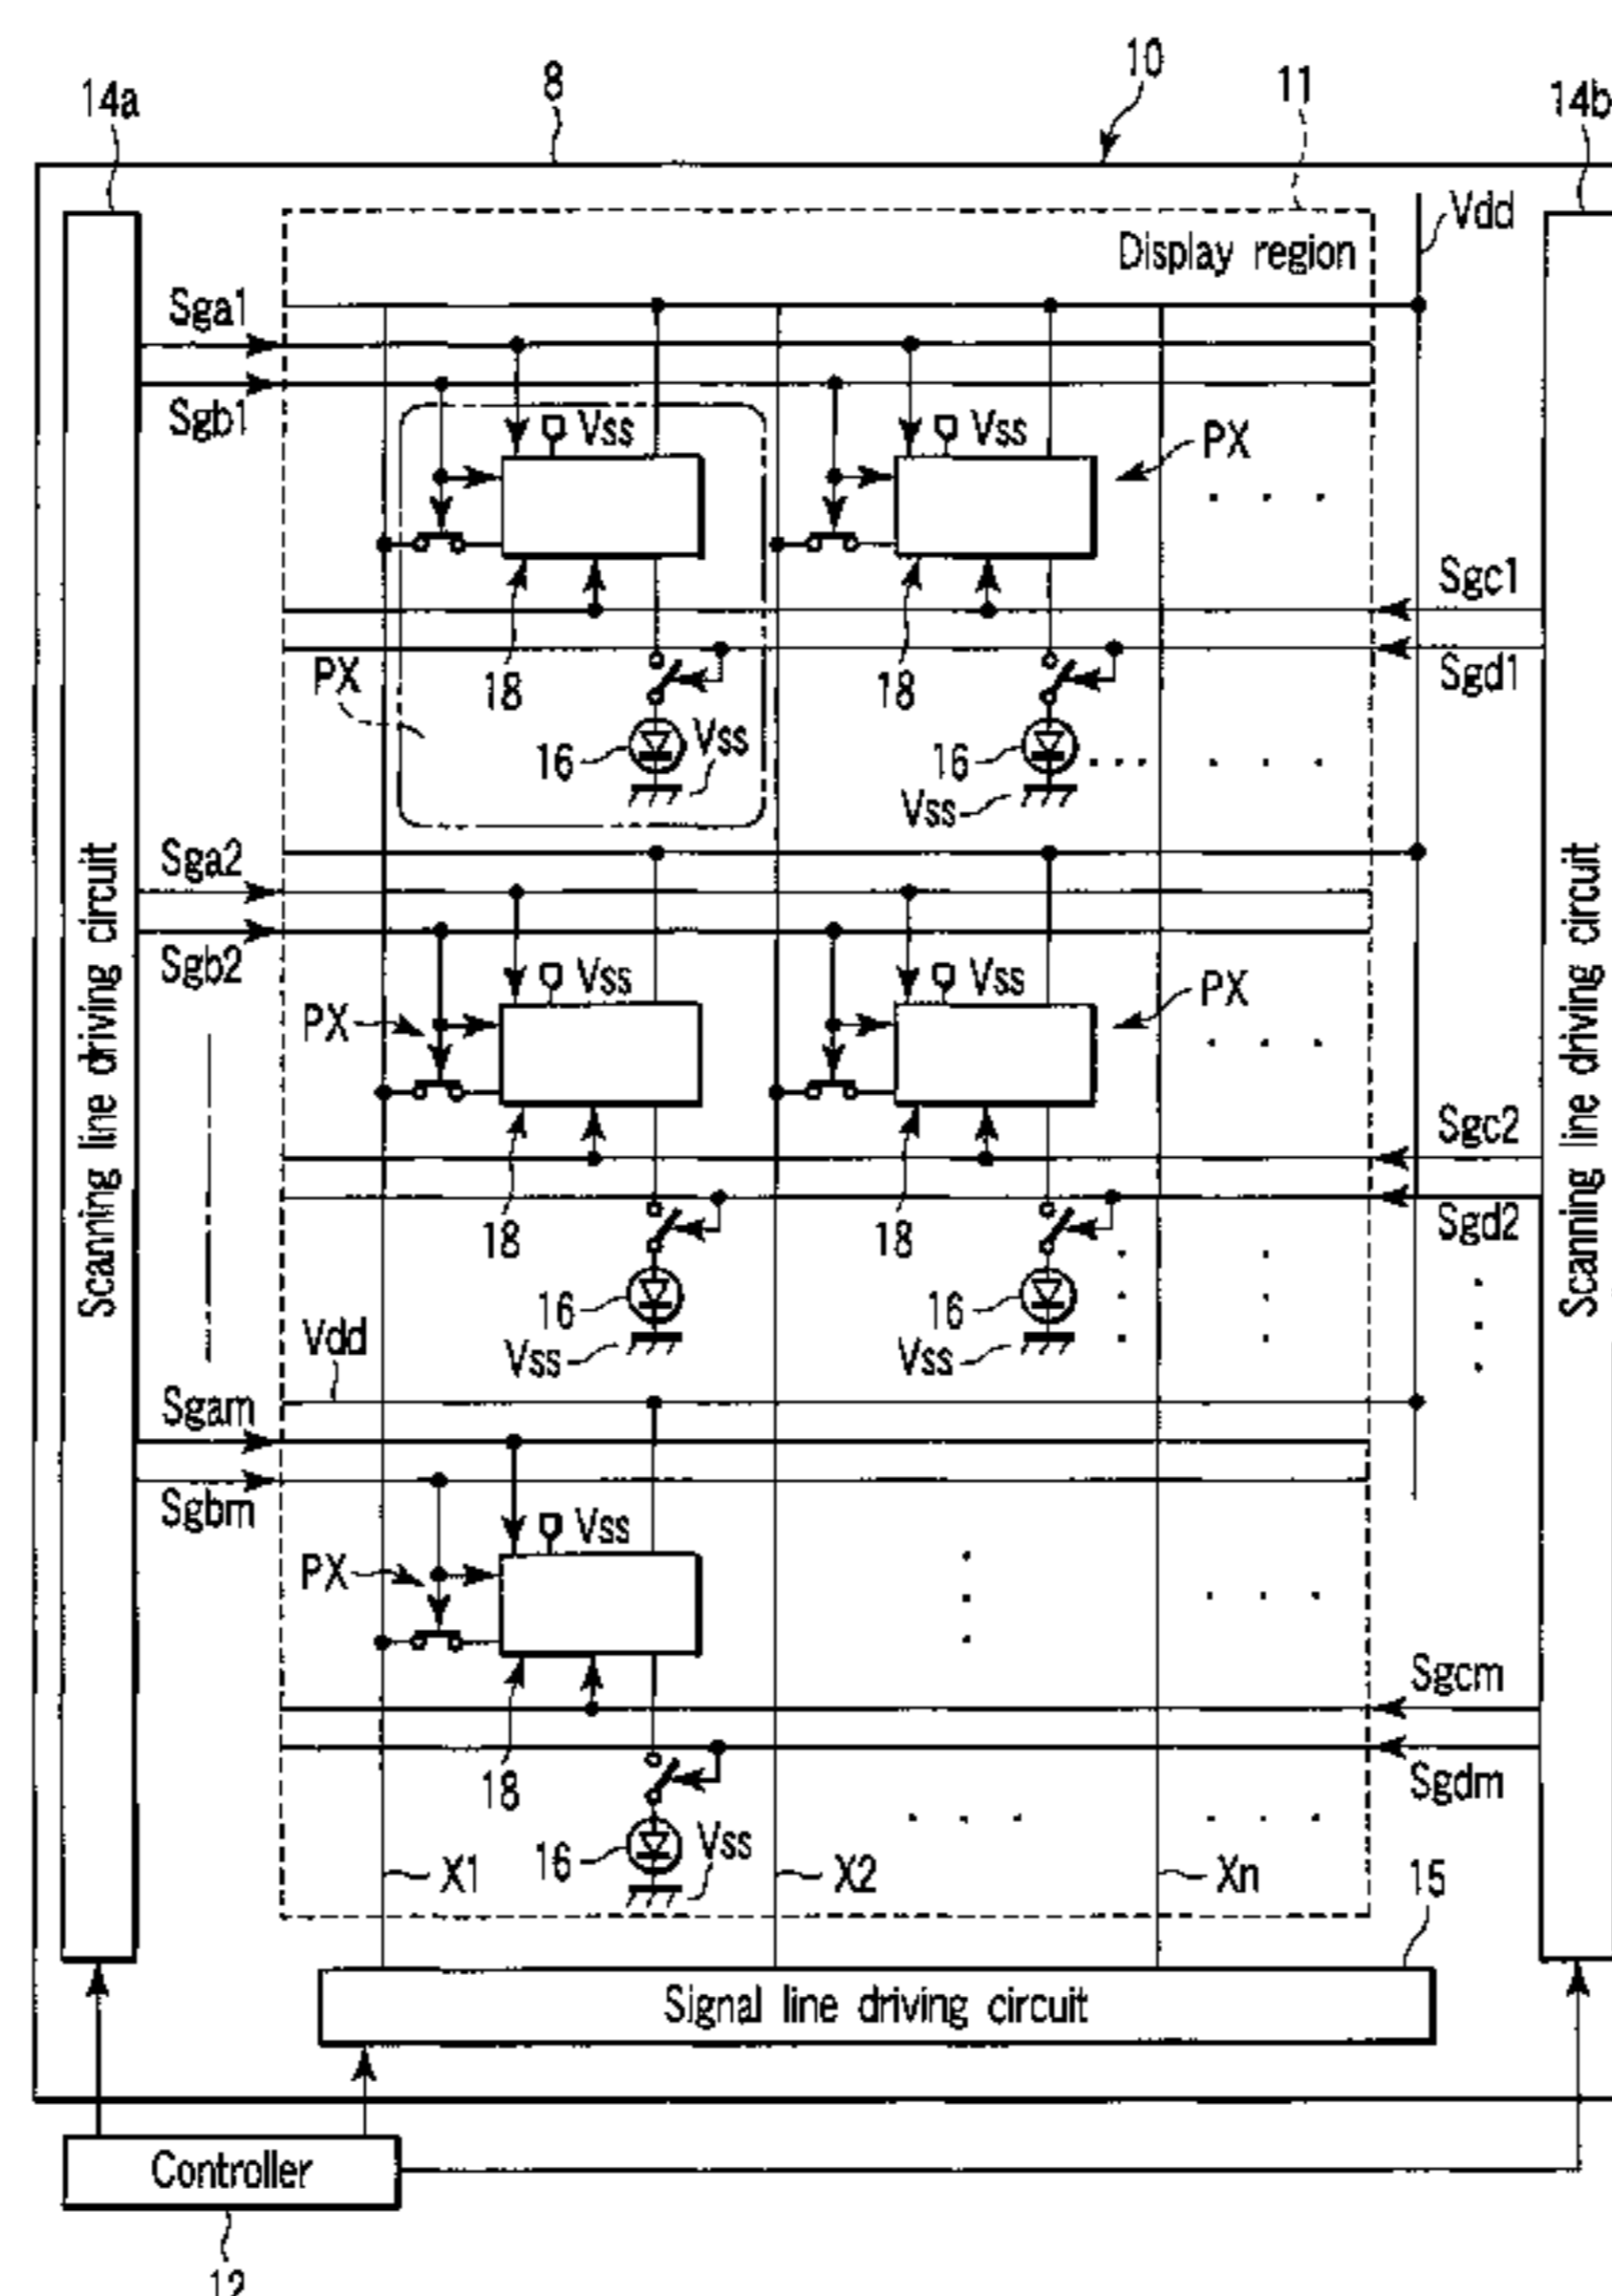 10
8
11
14a
14b
Vdd
Display region
Sga1
Sgb1
Vss
Vss
PX
Sgc1
Sgd1
PX
18
18
16
Vss
16
Vss
Scanning line driving circuit
Scanning line driving circuit
Sga2
Sgb2
Vss
Vss
PX
PX
Sgc2
Sgd2
18
18
16
16
Vss
Vss
Vdd
Sgam
Sgbm
Vss
PX
Sgcm
Sgdm
18
16
Vss
X1
X2
Xn
15
Signal line driving circuit
Controller
12